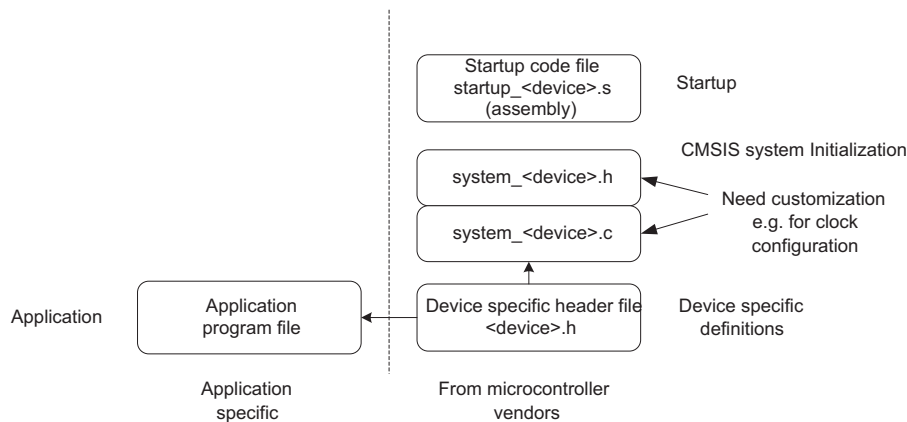 Startup code file
startup_<device>.s
(assembly)
Startup
CMSIS system Initialization
system_<device>.h
Need customization
e.g. for clock
configuration
system_<device>.c
Application
Application
program file
Device specific header file
<device>.h
Device specific
definitions
Application
specific
From microcontroller
vendors